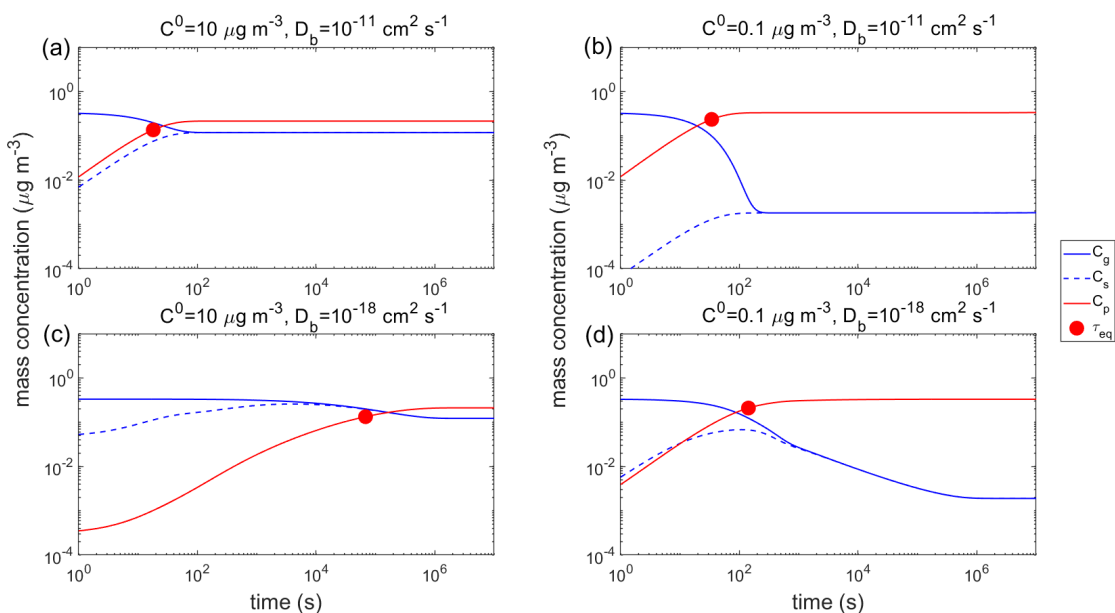 (a) C⁰=10 μg m⁻³, D_b=10⁻¹¹ cm² s⁻¹
10⁰
10⁻²
10⁻⁴
10⁰ 10² 10⁴ 10⁶
(b) C⁰=0.1 μg m⁻³, D_b=10⁻¹¹ cm² s⁻¹
10⁰
10⁻²
10⁻⁴
10⁰ 10² 10⁴ 10⁶
mass concentration (μg m⁻³)
mass concentration (μg m⁻³)
C_g
C_s
C_p
τ_eq
(c) C⁰=10 μg m⁻³, D_b=10⁻¹⁸ cm² s⁻¹
10⁰
10⁻²
10⁻⁴
10⁰ 10² 10⁴ 10⁶
time (s)
(d) C⁰=0.1 μg m⁻³, D_b=10⁻¹⁸ cm² s⁻¹
10⁰
10⁻²
10⁻⁴
10⁰ 10² 10⁴ 10⁶
time (s)